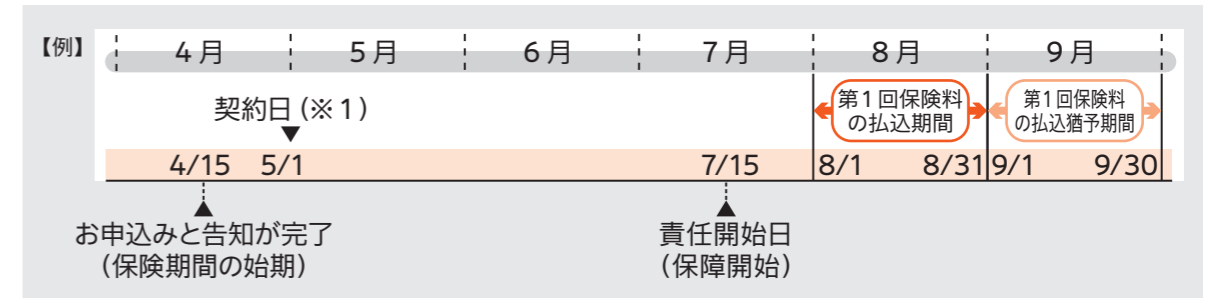 【例】
4月 5月 6月 7月 8月 9月
契約日(※1)
第1回保険料
の払込期間
第1回保険料
の払込猶予期間
4/15 5/1 7/15 8/1 8/31 9/1 9/30
お申込みと告知が完了
(保険期間の始期)
責任開始日
(保障開始)